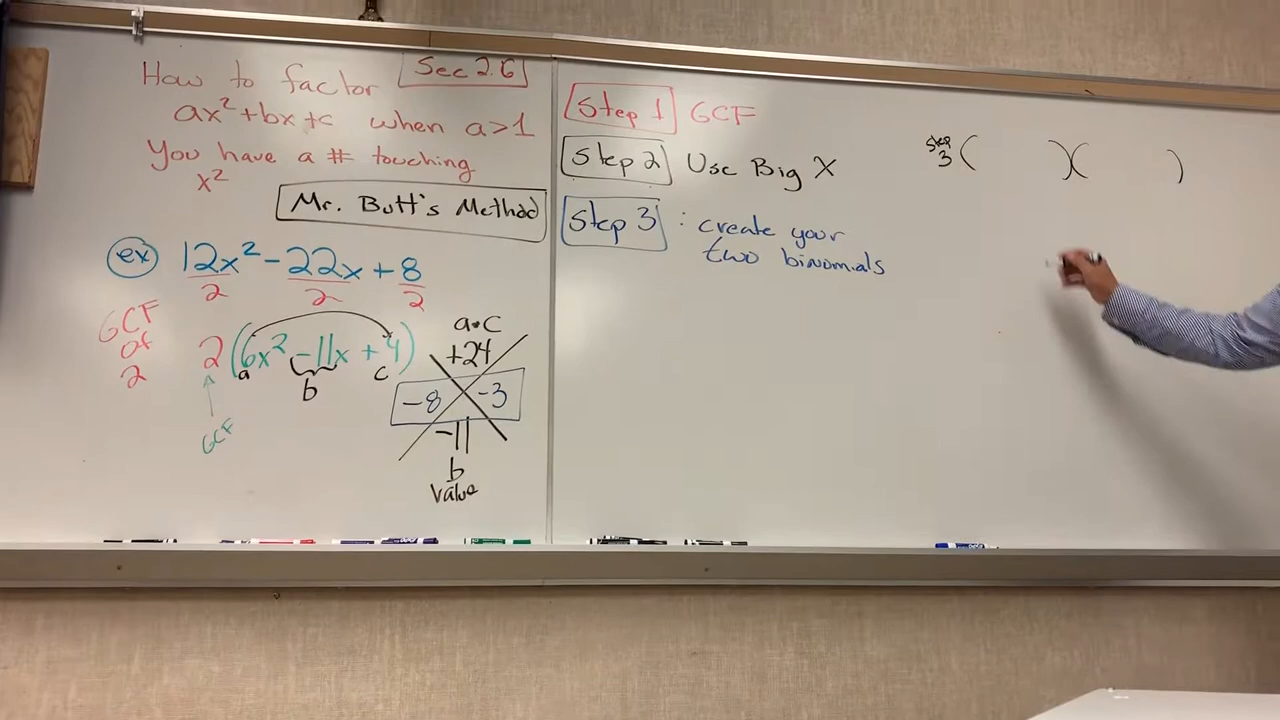 How to factor
Sec 2.6
ax²+bx+c when a>1
You have a # touching
x²
Mr. Butt's Method
ex 12x² - 22x + 8
2 2 2
GCF
of
2
2(6x² - 11x + 4)
a b c
GCF
a•c
+24
-8 -3
-11
b
value
Step 1 GCF
Step 2 Use Big X
Step 3 : create your
two binomials
Step
3 ( )( )